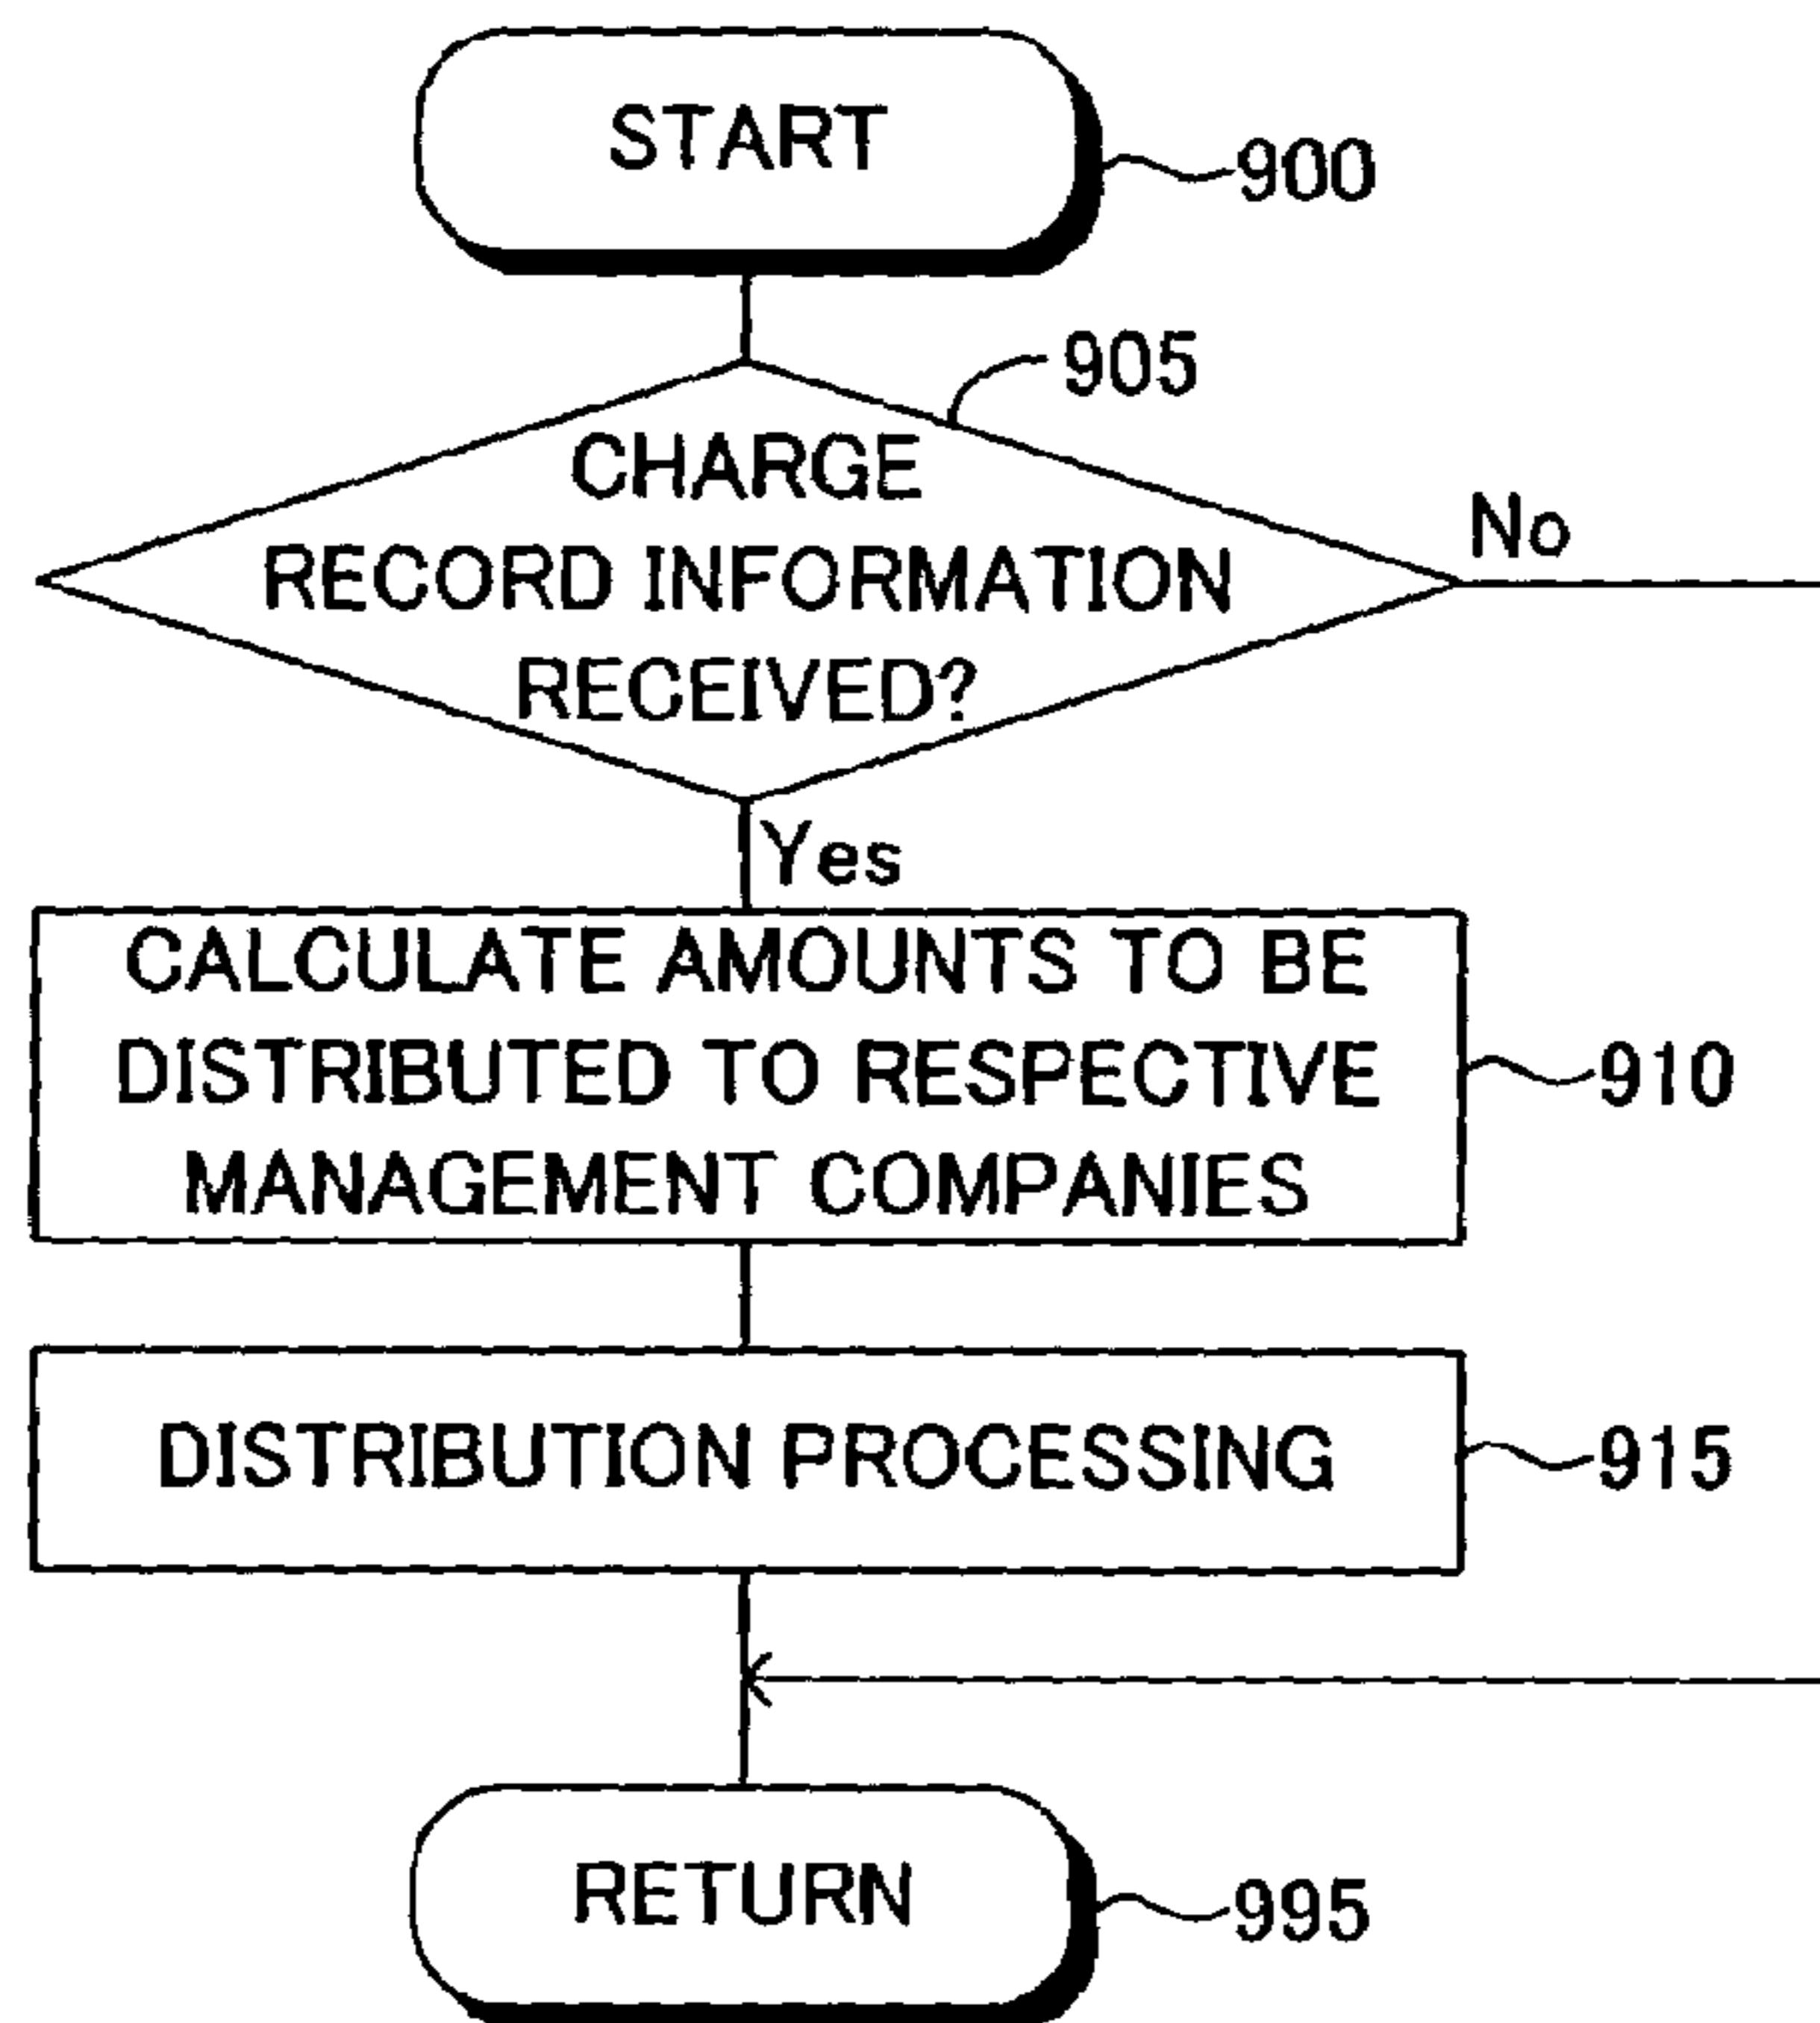 START
900
905
CHARGE
RECORD INFORMATION
RECEIVED?
No
Yes
CALCULATE AMOUNTS TO BE
DISTRIBUTED TO RESPECTIVE
MANAGEMENT COMPANIES
910
DISTRIBUTION PROCESSING
915
RETURN
995